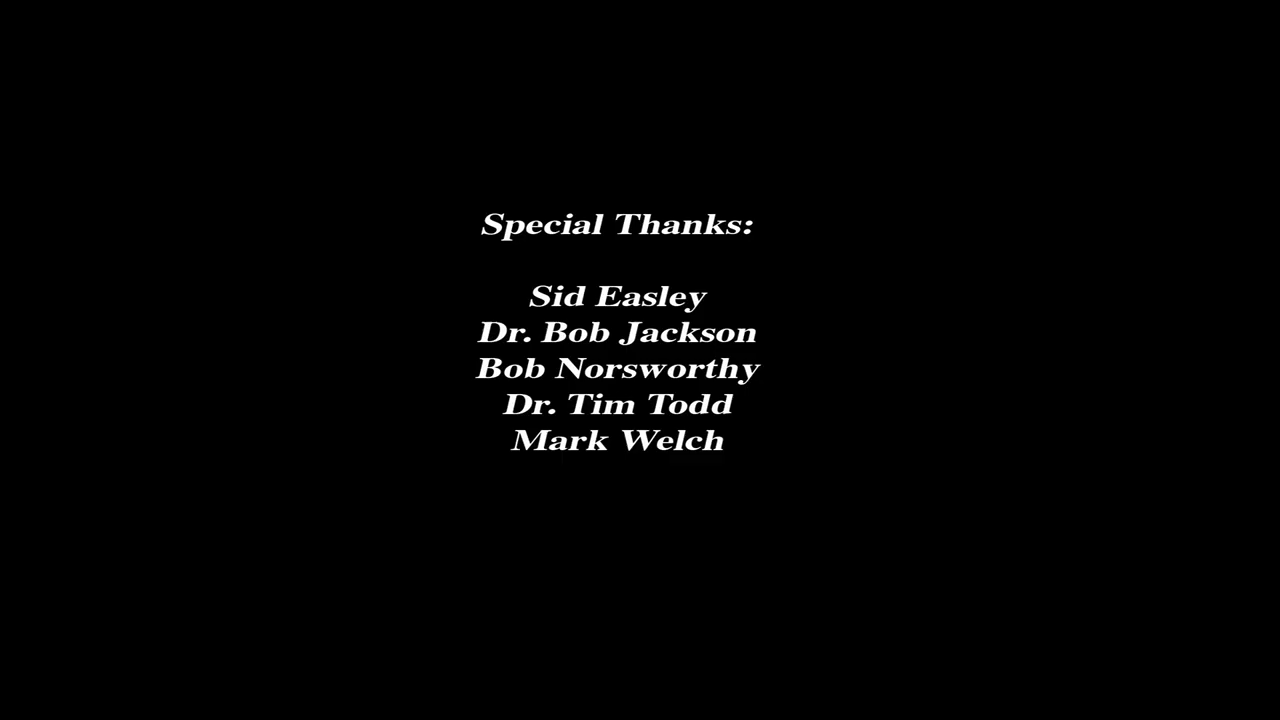 Special Thanks:
Sid Easley
Dr. Bob Jackson
Bob Norsworthy
Dr. Tim Todd
Mark Welch